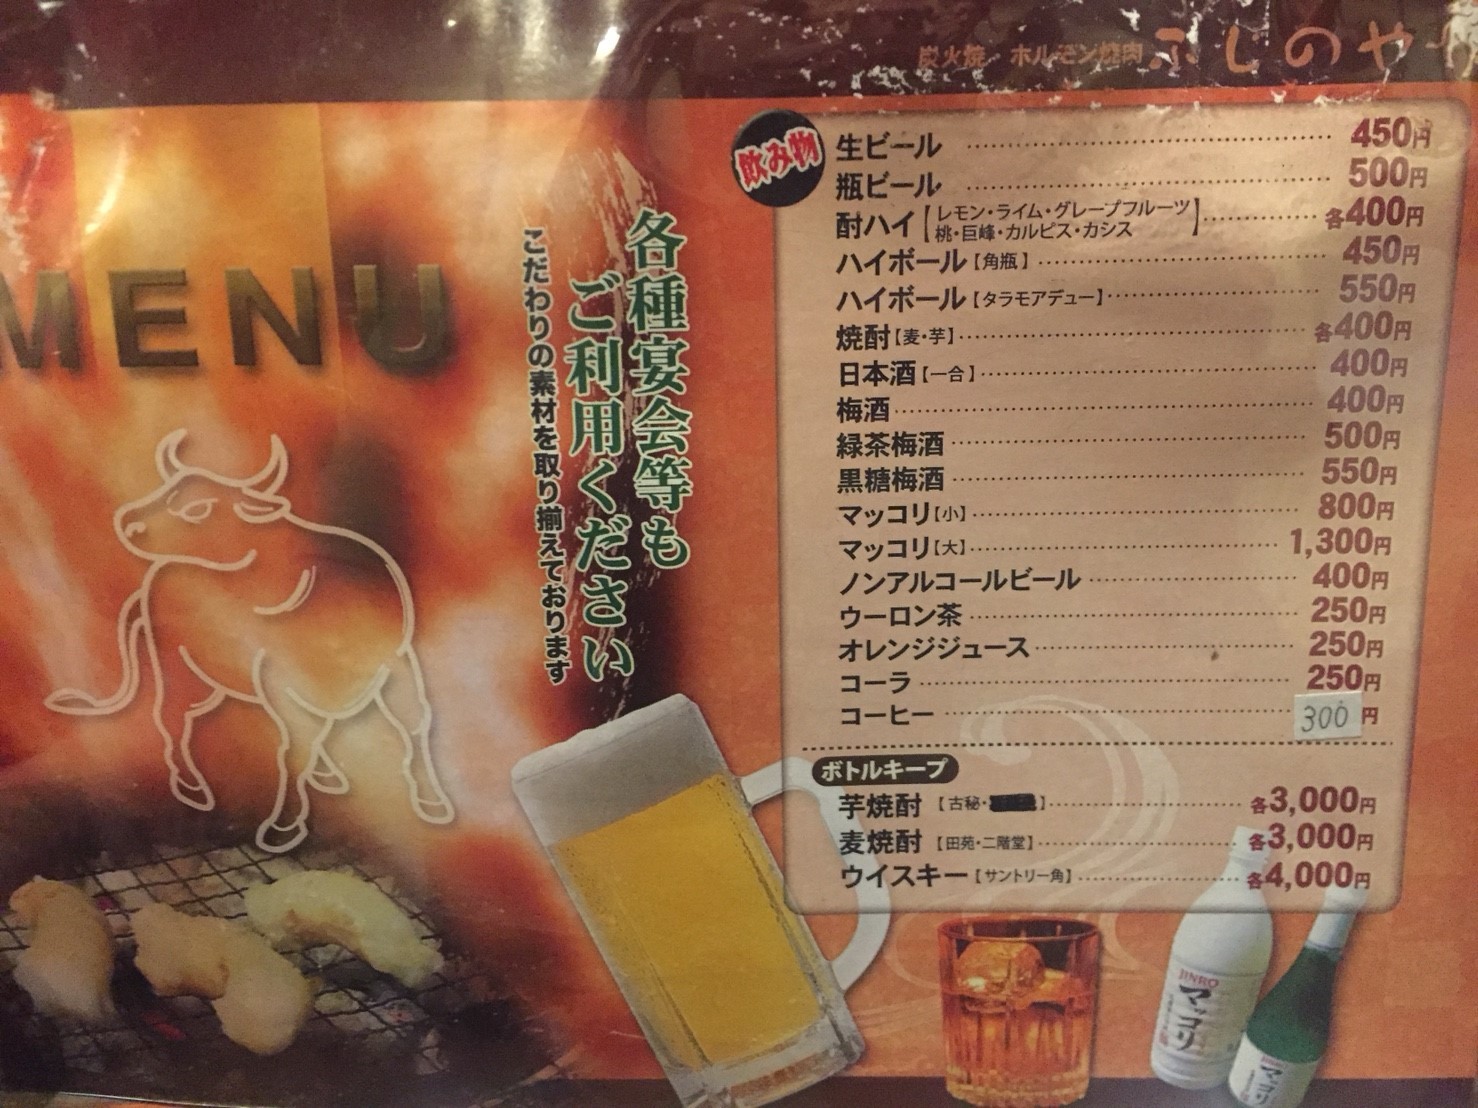 炭火焼 ホルモン焼肉 ふじのや
MENU
各種宴会等も
ご利用ください
こだわりの素材を取り揃えております
飲み物
生ビール 450円
瓶ビール 500円
酎ハイ【レモン・ライム・グレープフルーツ
桃・巨峰・カルピス・カシス】 各400円
ハイボール【角瓶】 450円
ハイボール【タラモアデュー】 550円
焼酎【麦・芋】 各400円
日本酒【一合】 400円
梅酒 400円
緑茶梅酒 500円
黒糖梅酒 550円
マッコリ【小】 800円
マッコリ【大】 1,300円
ノンアルコールビール 400円
ウーロン茶 250円
オレンジジュース 250円
コーラ 250円
コーヒー 300円
ボトルキープ
芋焼酎【古秘・】 各3,000円
麦焼酎【田苑・二階堂】 各3,000円
ウイスキー【サントリー角】 各4,000円
JINRO
マッコリ
マッコリ